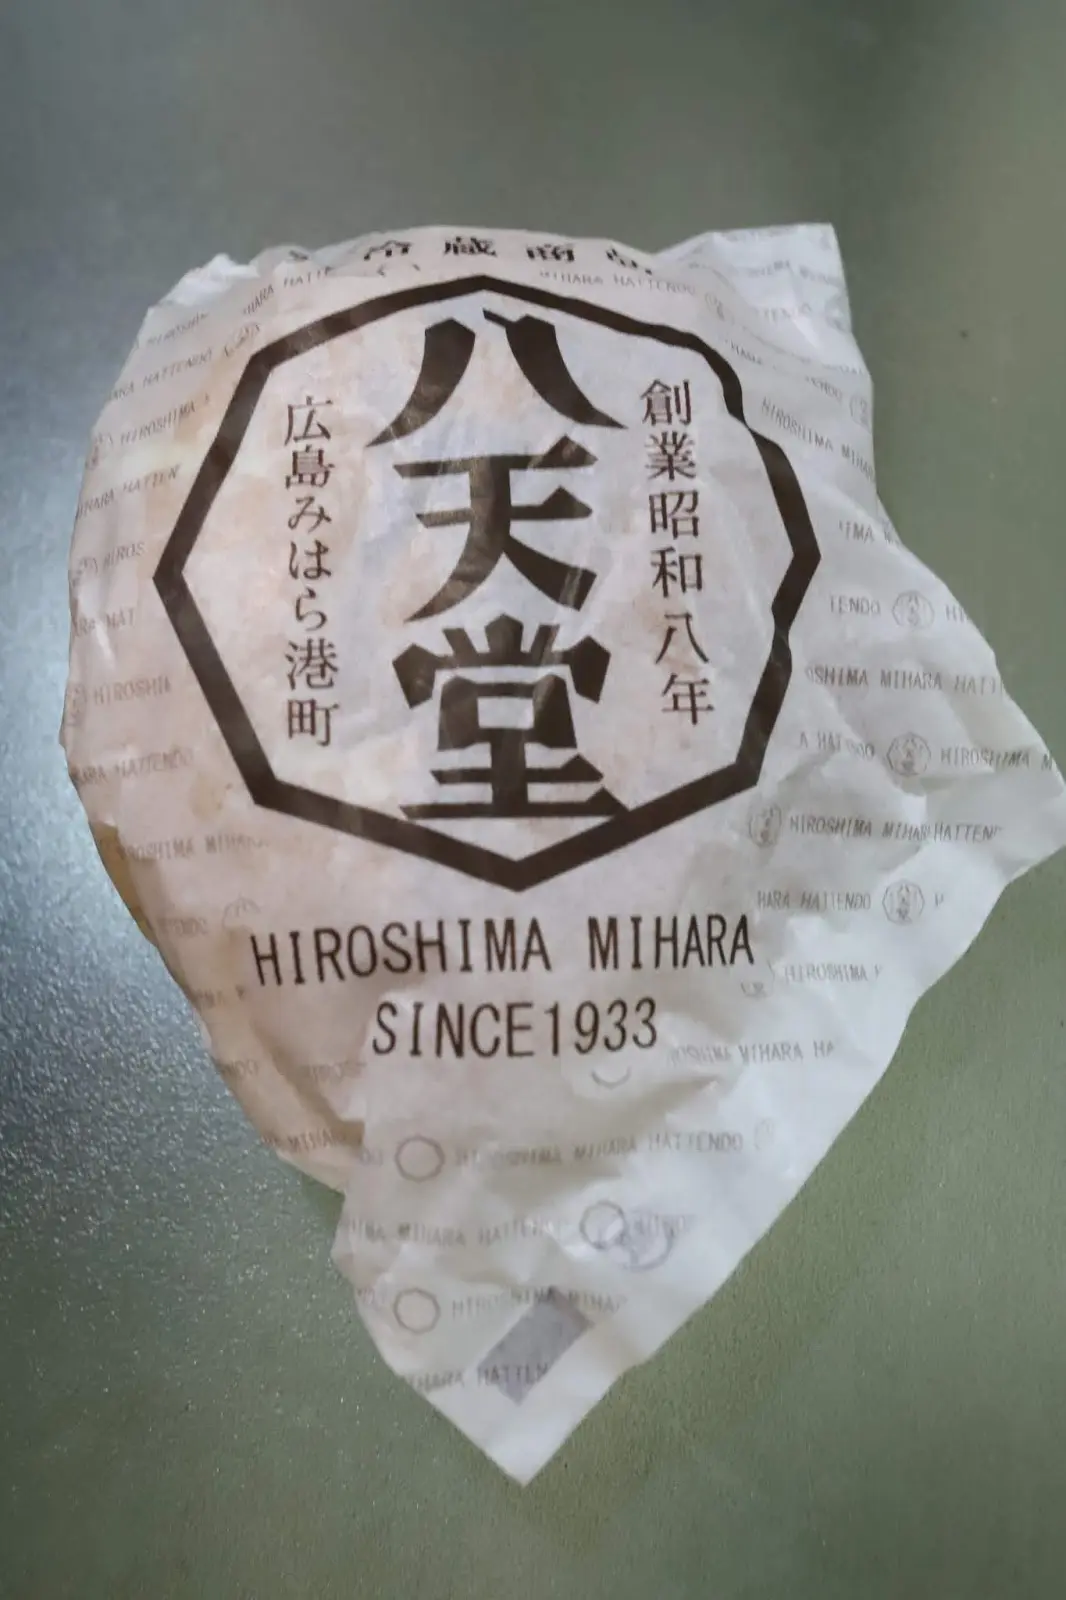 冷蔵商品
創業昭和八年
八天堂
広島みはら港町
HIROSHIMA MIHARA
SINCE1933
HIROSHIMA MIHARA HATTENDO